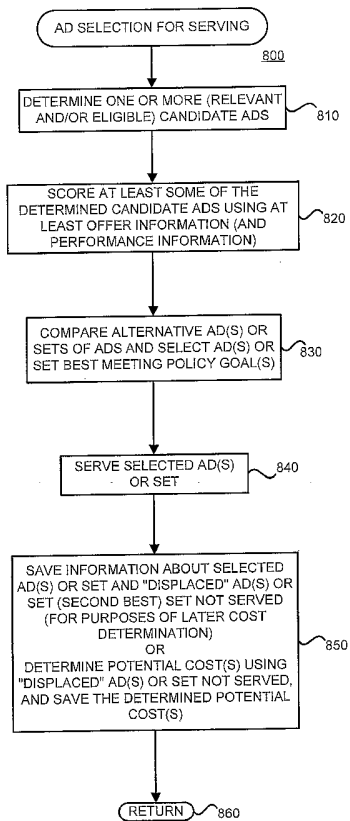 AD SELECTION FOR SERVING
800
DETERMINE ONE OR MORE (RELEVANT
AND/OR ELIGIBLE) CANDIDATE ADS
810
SCORE AT LEAST SOME OF THE
DETERMINED CANDIDATE ADS USING AT
LEAST OFFER INFORMATION (AND
PERFORMANCE INFORMATION)
820
COMPARE ALTERNATIVE AD(S) OR
SETS OF ADS AND SELECT AD(S) OR
SET BEST MEETING POLICY GOAL(S)
830
SERVE SELECTED AD(S)
OR SET
840
SAVE INFORMATION ABOUT SELECTED
AD(S) OR SET AND "DISPLACED" AD(S) OR
SET (SECOND BEST) SET NOT SERVED
(FOR PURPOSES OF LATER COST
DETERMINATION)
OR
DETERMINE POTENTIAL COST(S) USING
"DISPLACED" AD(S) OR SET NOT SERVED,
AND SAVE THE DETERMINED POTENTIAL
COST(S)
850
RETURN
860